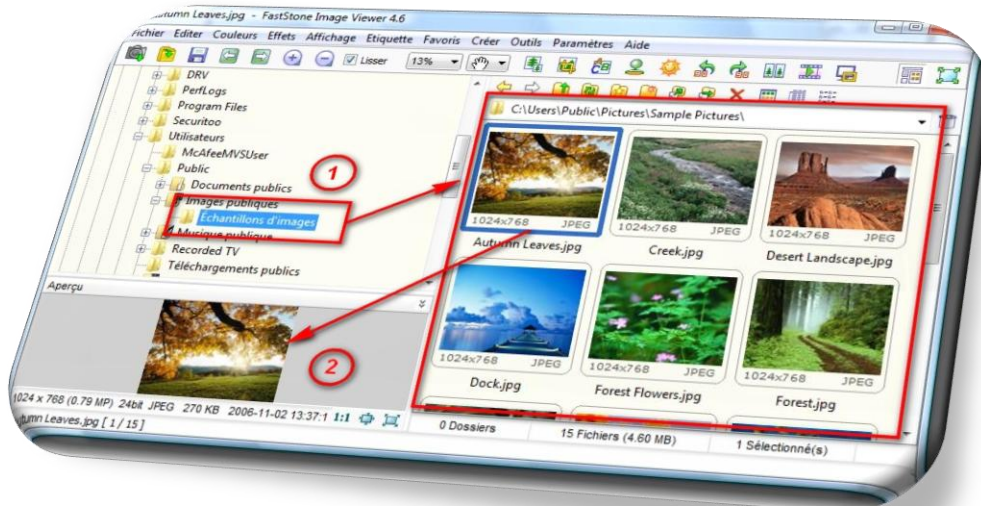 Autumn Leaves.jpg - FastStone Image Viewer 4.6
Fichier Editer Couleurs Effets Affichage Etiquette Favoris Créer Outils Paramètres Aide
Lisser 13%
DRV
PerfLogs
Program Files
Securitoo
Utilisateurs
McAfeeMVSUser
Public
Documents publics
Images publiques
Échantillons d'images
Musique publique
Recorded TV
Téléchargements publics
1
C:\Users\Public\Pictures\Sample Pictures\
1024x768 JPEG
Autumn Leaves.jpg
1024x768 JPEG
Creek.jpg
1024x768 JPEG
Desert Landscape.jpg
1024x768 JPEG
Dock.jpg
1024x768 JPEG
Forest Flowers.jpg
1024x768 JPEG
Forest.jpg
Aperçu
2
1024 x 768 (0.79 MP) 24bit JPEG 270 KB 2006-11-02 13:37:1 1:1
Autumn Leaves.jpg [ 1 / 15 ]
0 Dossiers
15 Fichiers (4.60 MB)
1 Sélectionné(s)